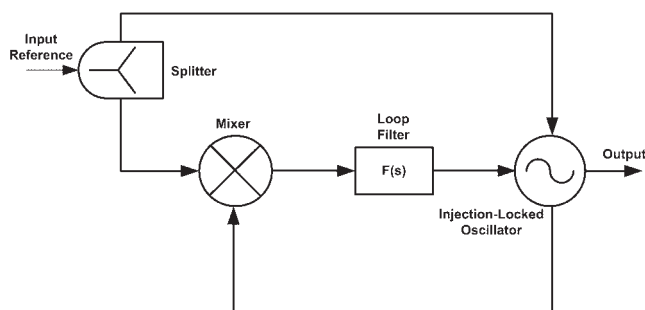 Input
Reference
Splitter
Mixer
Loop
Filter
F(s)
Output
Injection-Locked
Oscillator